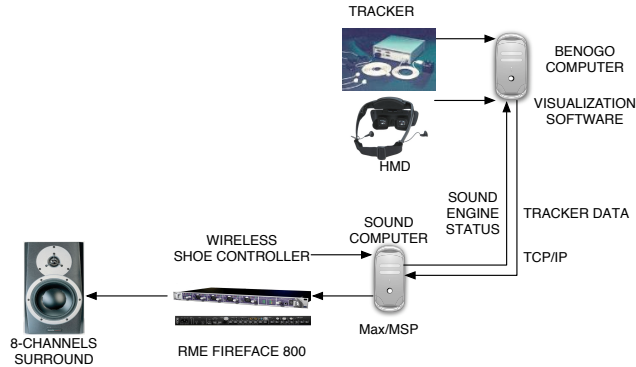 TRACKER
BENOGO
COMPUTER
VISUALIZATION
SOFTWARE
HMD
SOUND
ENGINE
STATUS
TRACKER DATA
TCP/IP
SOUND
COMPUTER
WIRELESS
SHOE CONTROLLER
Max/MSP
8-CHANNELS
SURROUND
RME FIREFACE 800